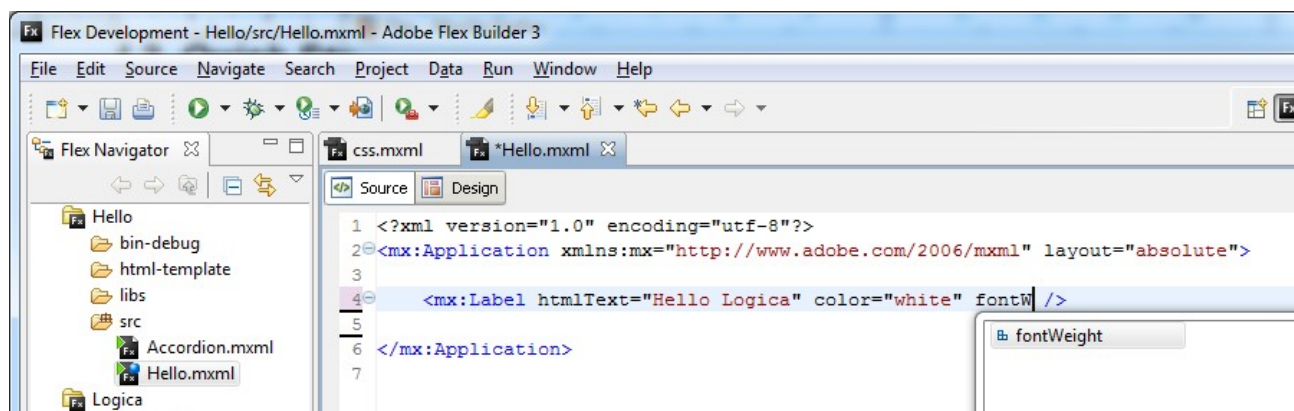 Flex Development - Hello/src/Hello.mxml - Adobe Flex Builder 3
File Edit Source Navigate Search Project Data Run Window Help
Fx
Flex Navigator
css.mxml *Hello.mxml
Source Design
Hello
bin-debug
html-template
libs
src
Accordion.mxml
Hello.mxml
Logica
1 <?xml version="1.0" encoding="utf-8"?>
2 <mx:Application xmlns:mx="http://www.adobe.com/2006/mxml" layout="absolute">
3
4 <mx:Label htmlText="Hello Logica" color="white" fontW />
5
6 </mx:Application>
7
fontWeight